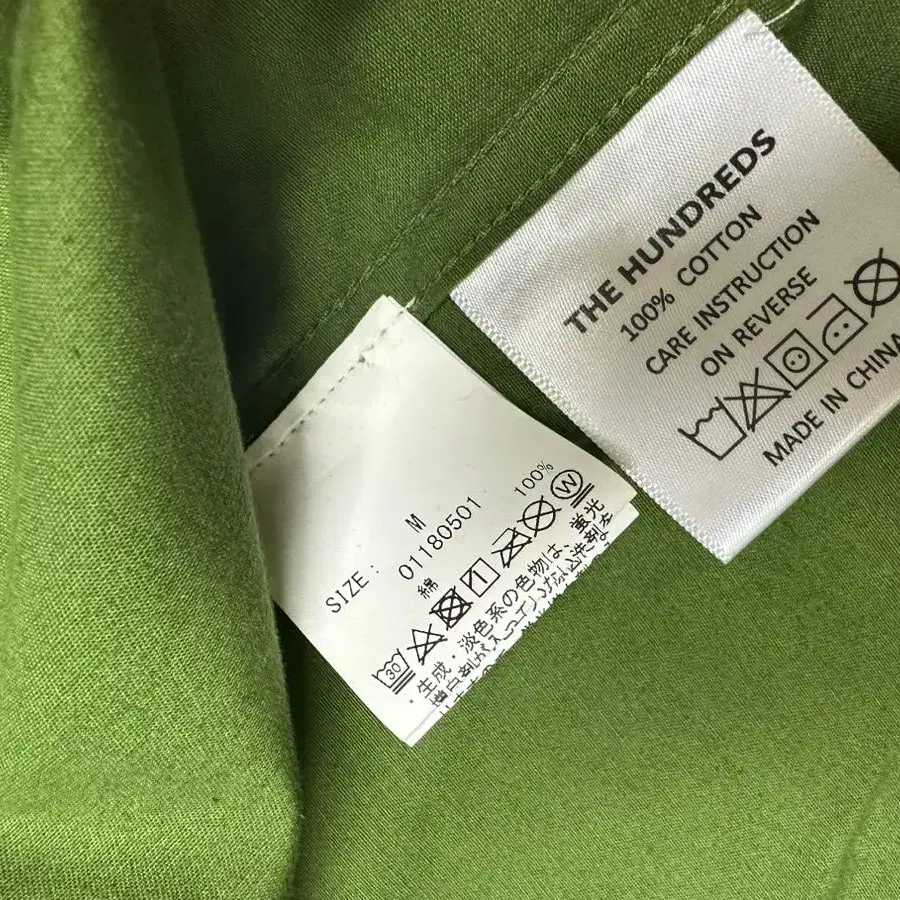 THE HUNDREDS
100% COTTON
CARE INSTRUCTION
ON REVERSE
MADE IN CHINA
SIZE: M
01180501
綿 100%
30
W
・生成・淡色系の色物は、蛍光